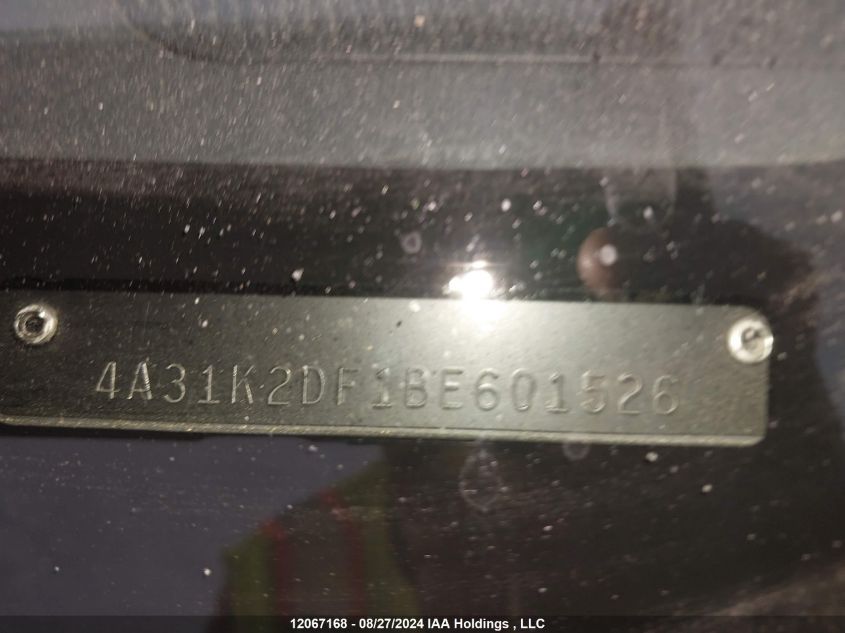 4A31K2DF1BE601526
12067168 - 08/27/2024 IAA Holdings , LLC